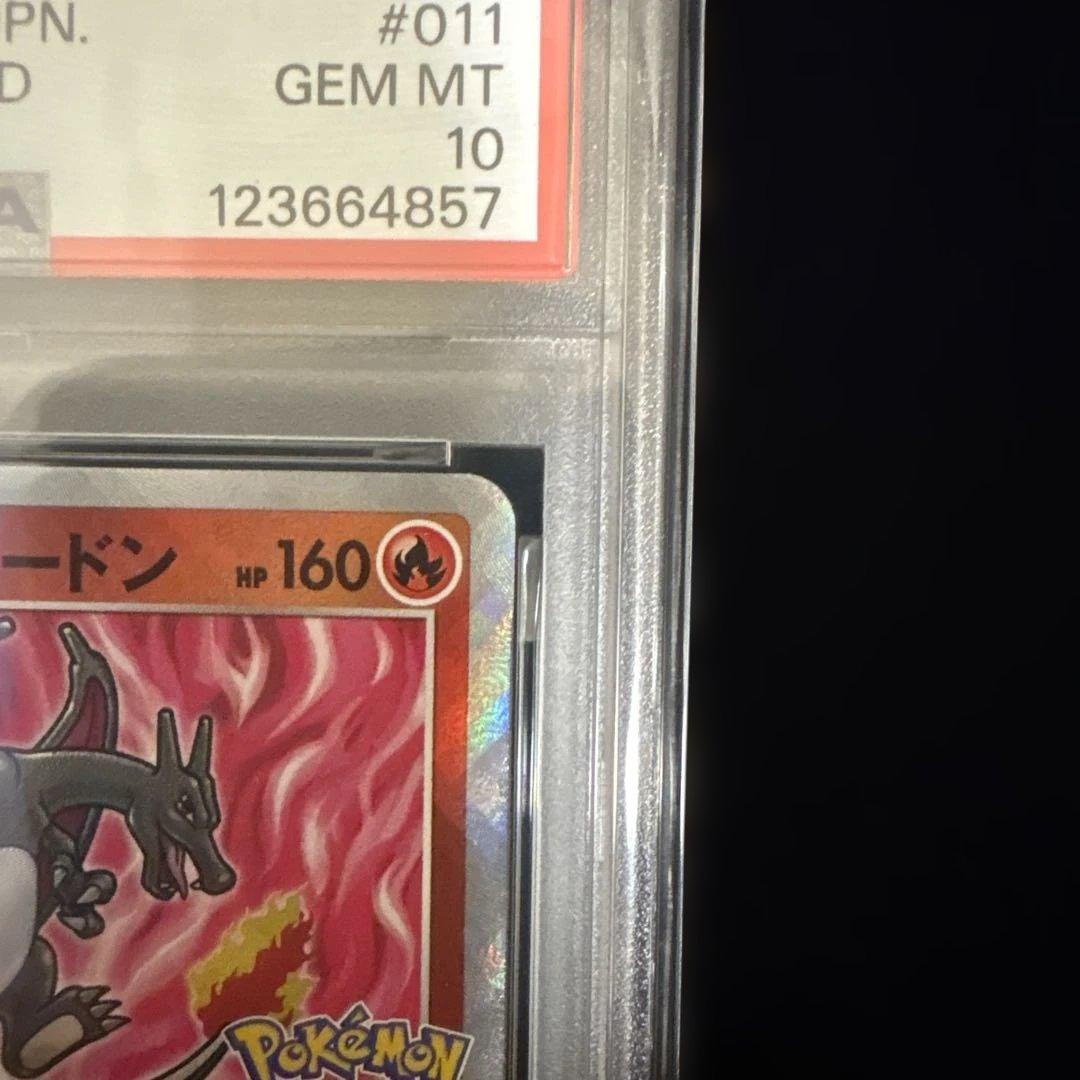 PN. #011
D GEM MT
10
A 123664857
ードン HP 160
POKÉMON